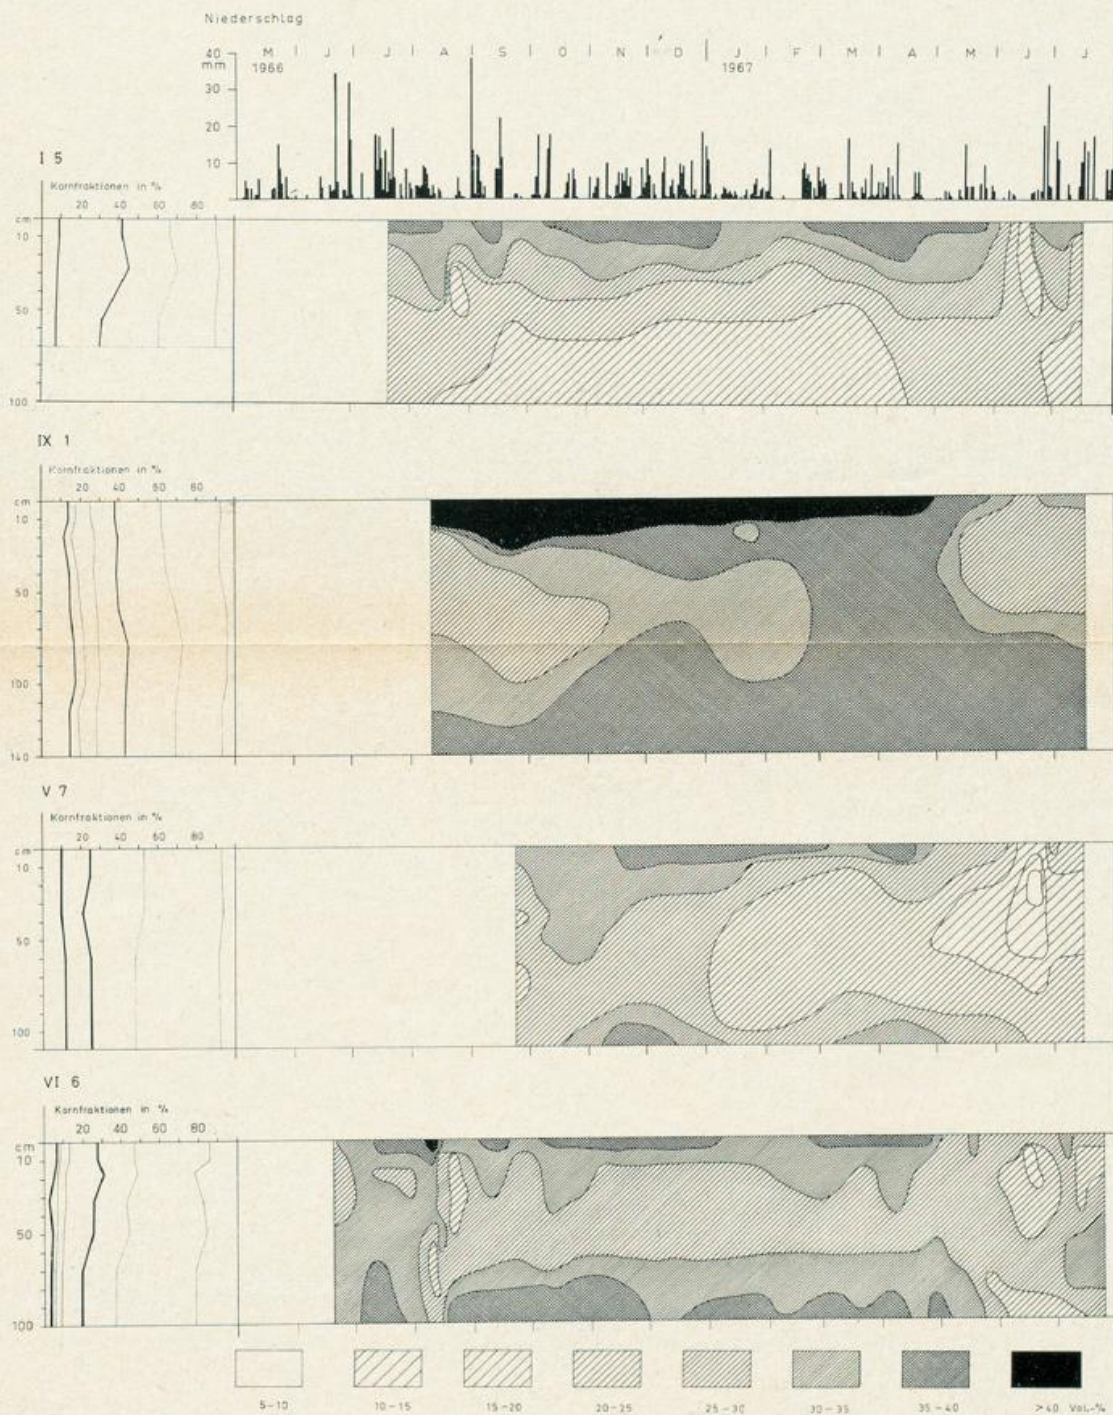 Niederschlag
M J J A S O N D J F M A M J J
1966 1967
40
mm
30
20
10
I 5
Kornfraktionen in %
20 40 60 80
cm
10
50
100
IX 1
Kornfraktionen in %
20 40 60 80
cm
10
50
100
140
V 7
Kornfraktionen in %
20 40 60 80
cm
10
50
100
VI 6
Kornfraktionen in %
20 40 60 80
cm
10
50
100
5-10 10-15 15-20 20-25 25-30 30-35 35-40 >40 Vol.-%